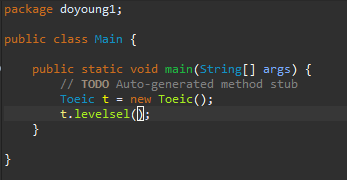 package doyoung1;
public class Main {
public static void main(String[] args) {
// TODO Auto-generated method stub
Toeic t = new Toeic();
t.levelsel();
}
}